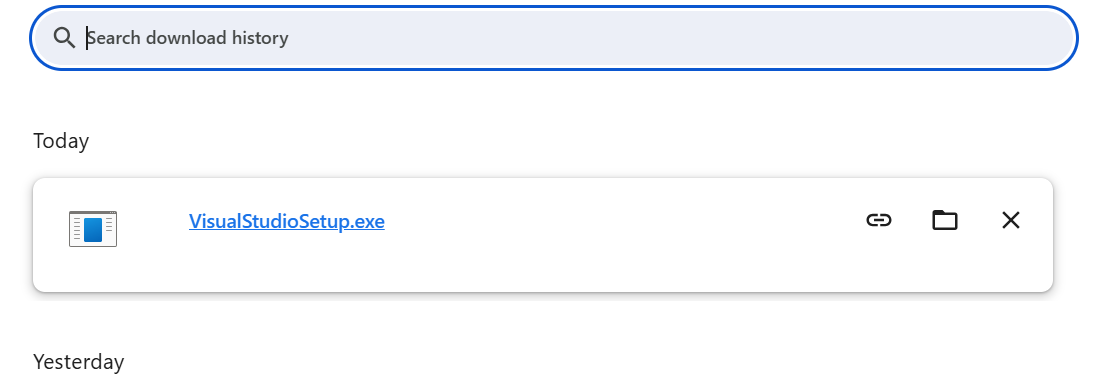 Search download history
Today
VisualStudioSetup.exe
Yesterday